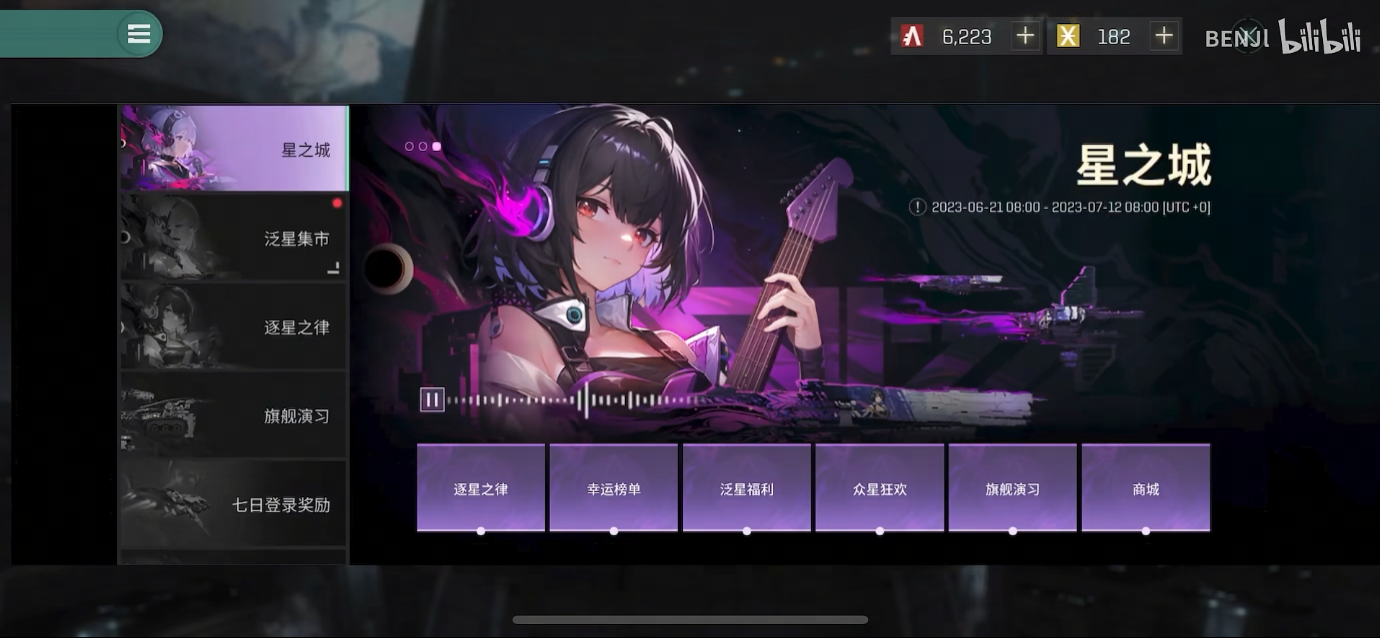 6,223
182
BENJI
bilibili
星之城
泛星集市
逐星之律
旗舰演习
七日登录奖励
星之城
2023-06-21 08:00 - 2023-07-12 08:00 [UTC +0]
逐星之律
幸运榜单
泛星福利
众星狂欢
旗舰演习
商城